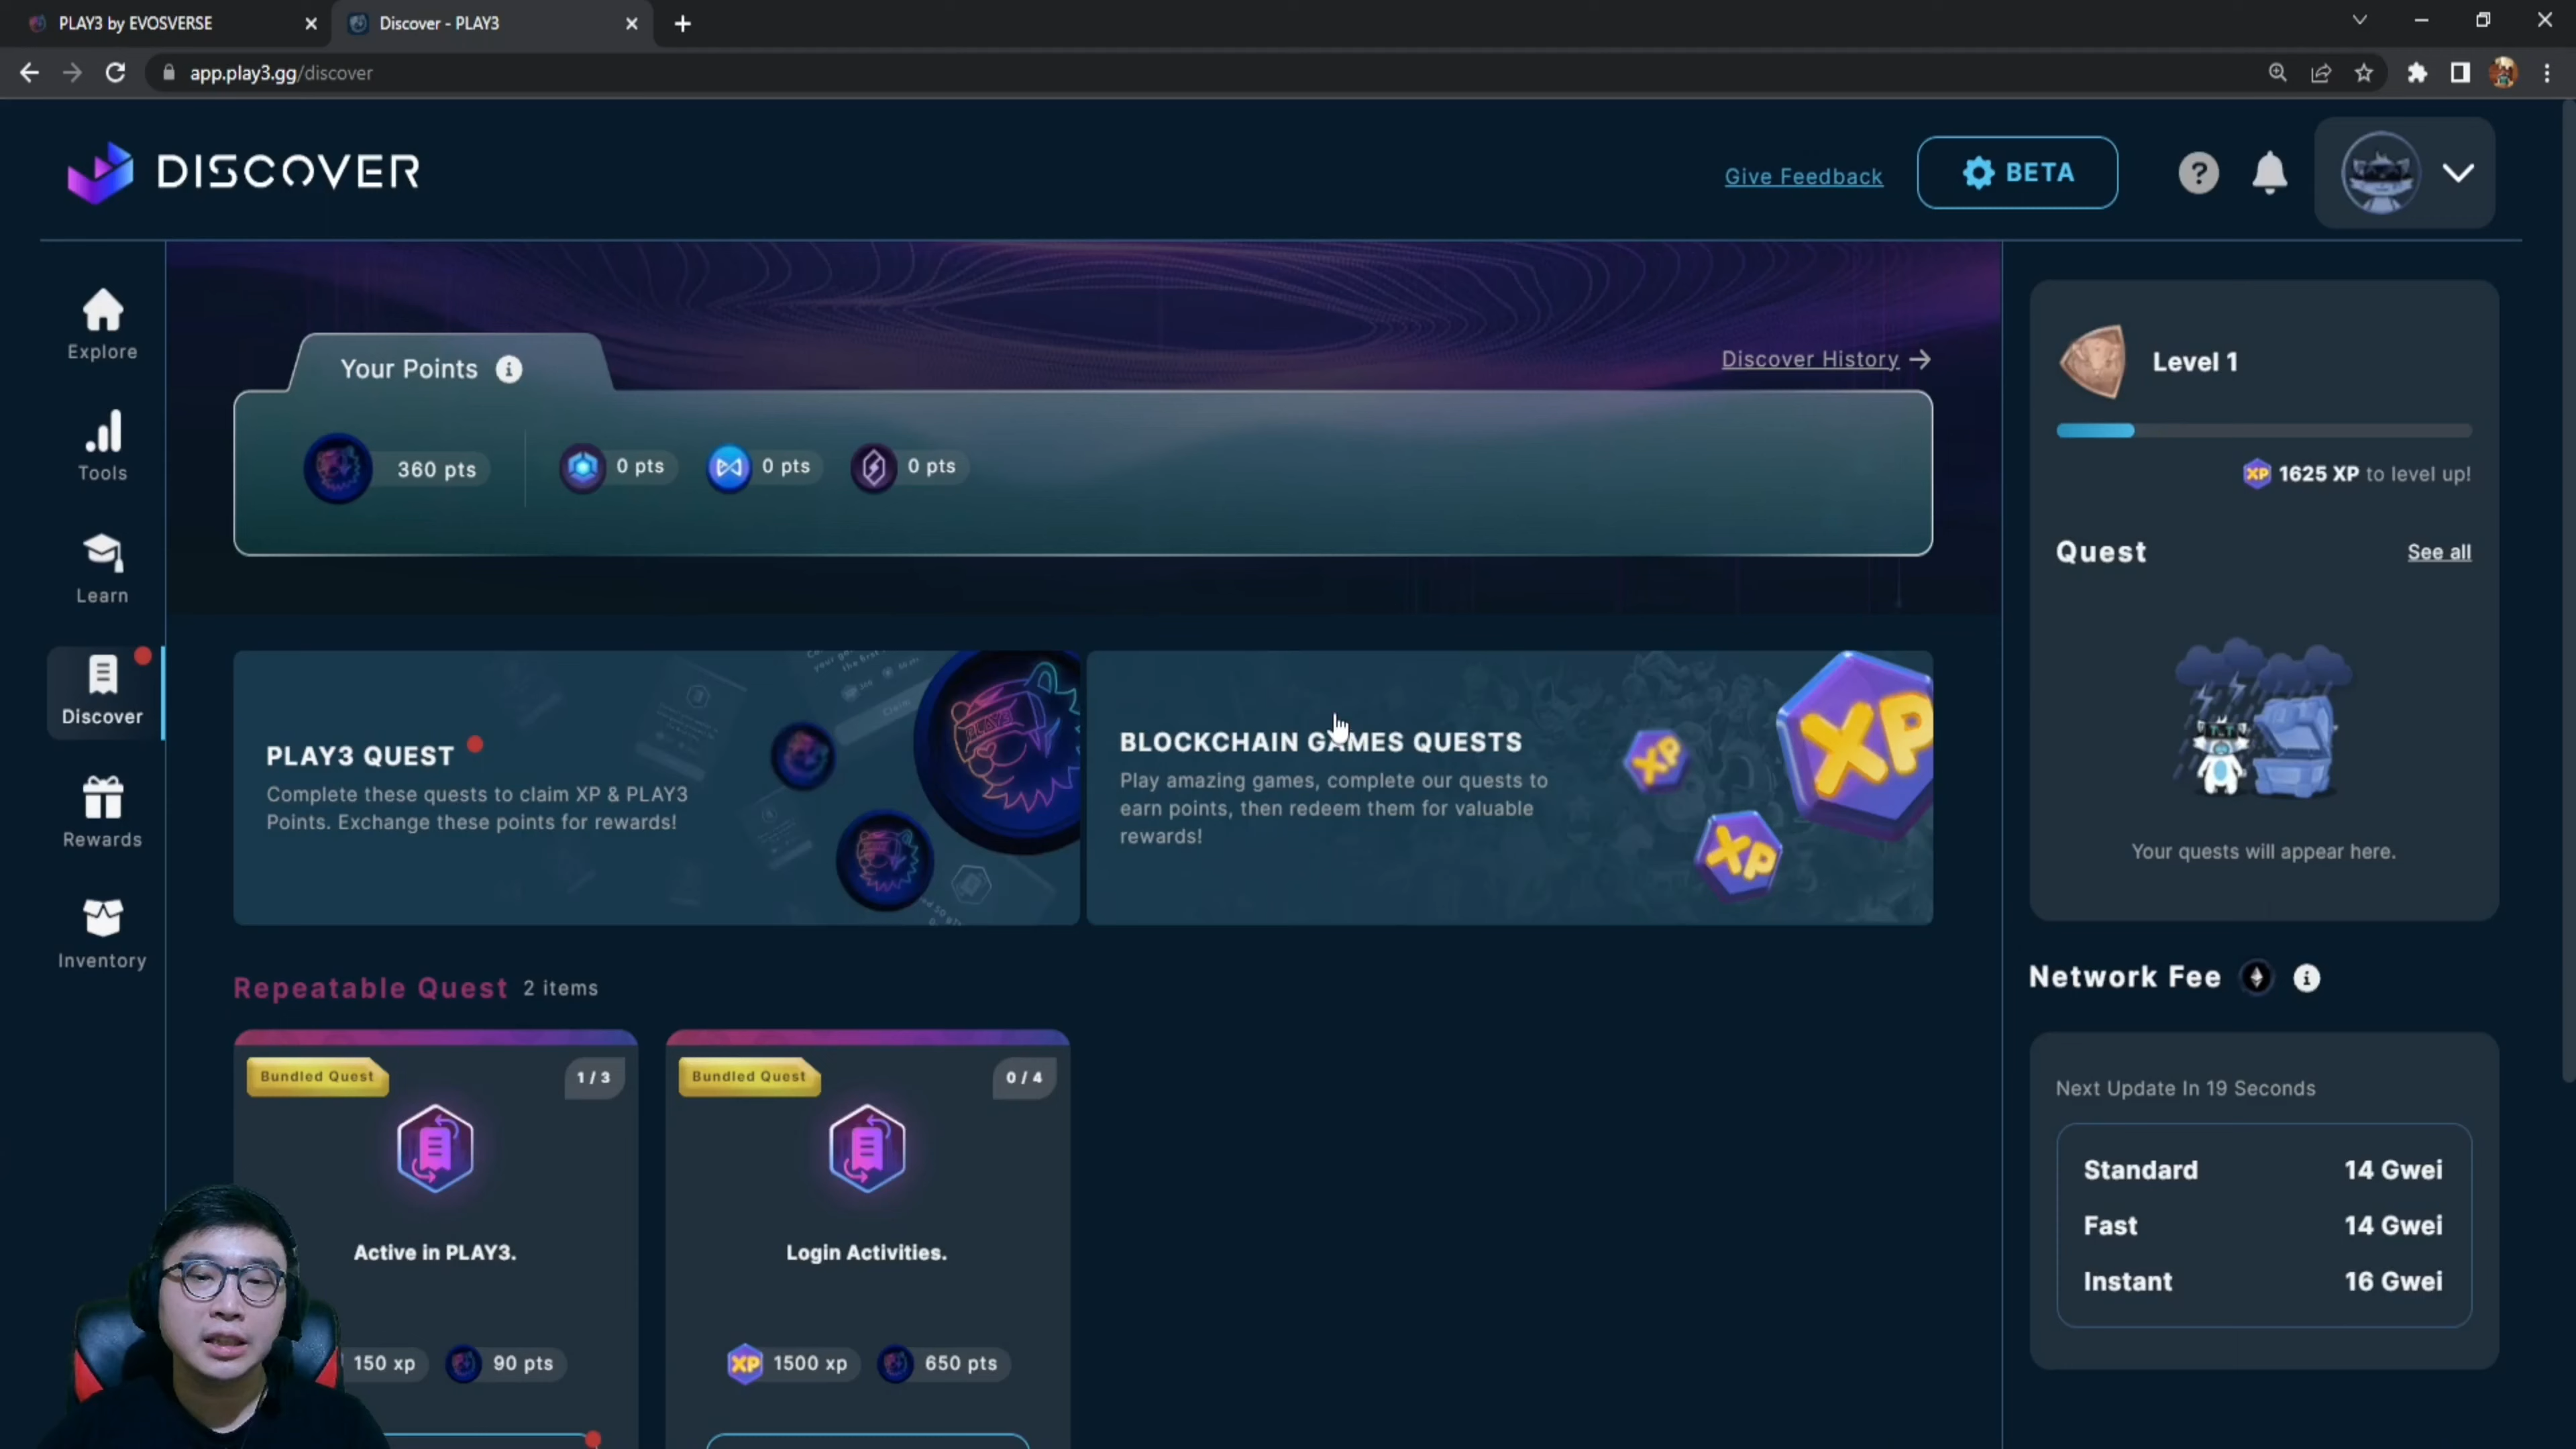 PLAY3 by EVOSVERSE
Discover - PLAY3
app.play3.gg/discover
DISCOVER
Give Feedback
BETA
?
Explore
Tools
Learn
Discover
Rewards
Inventory
Your Points
Discover History
360 pts
0 pts
0 pts
0 pts
PLAY3 QUEST
Complete these quests to claim XP & PLAY3
Points. Exchange these points for rewards!
BLOCKCHAIN GAMES QUESTS
Play amazing games, complete our quests to
earn points, then redeem them for valuable
rewards!
XP
XP
XP
Repeatable Quest 2 items
Bundled Quest
1 / 3
Active in PLAY3.
150 xp
90 pts
Bundled Quest
0 / 4
Login Activities.
XP
1500 xp
650 pts
Level 1
XP
1625 XP to level up!
Quest
See all
Your quests will appear here.
Network Fee
Next Update In 19 Seconds
Standard 14 Gwei
Fast 14 Gwei
Instant 16 Gwei